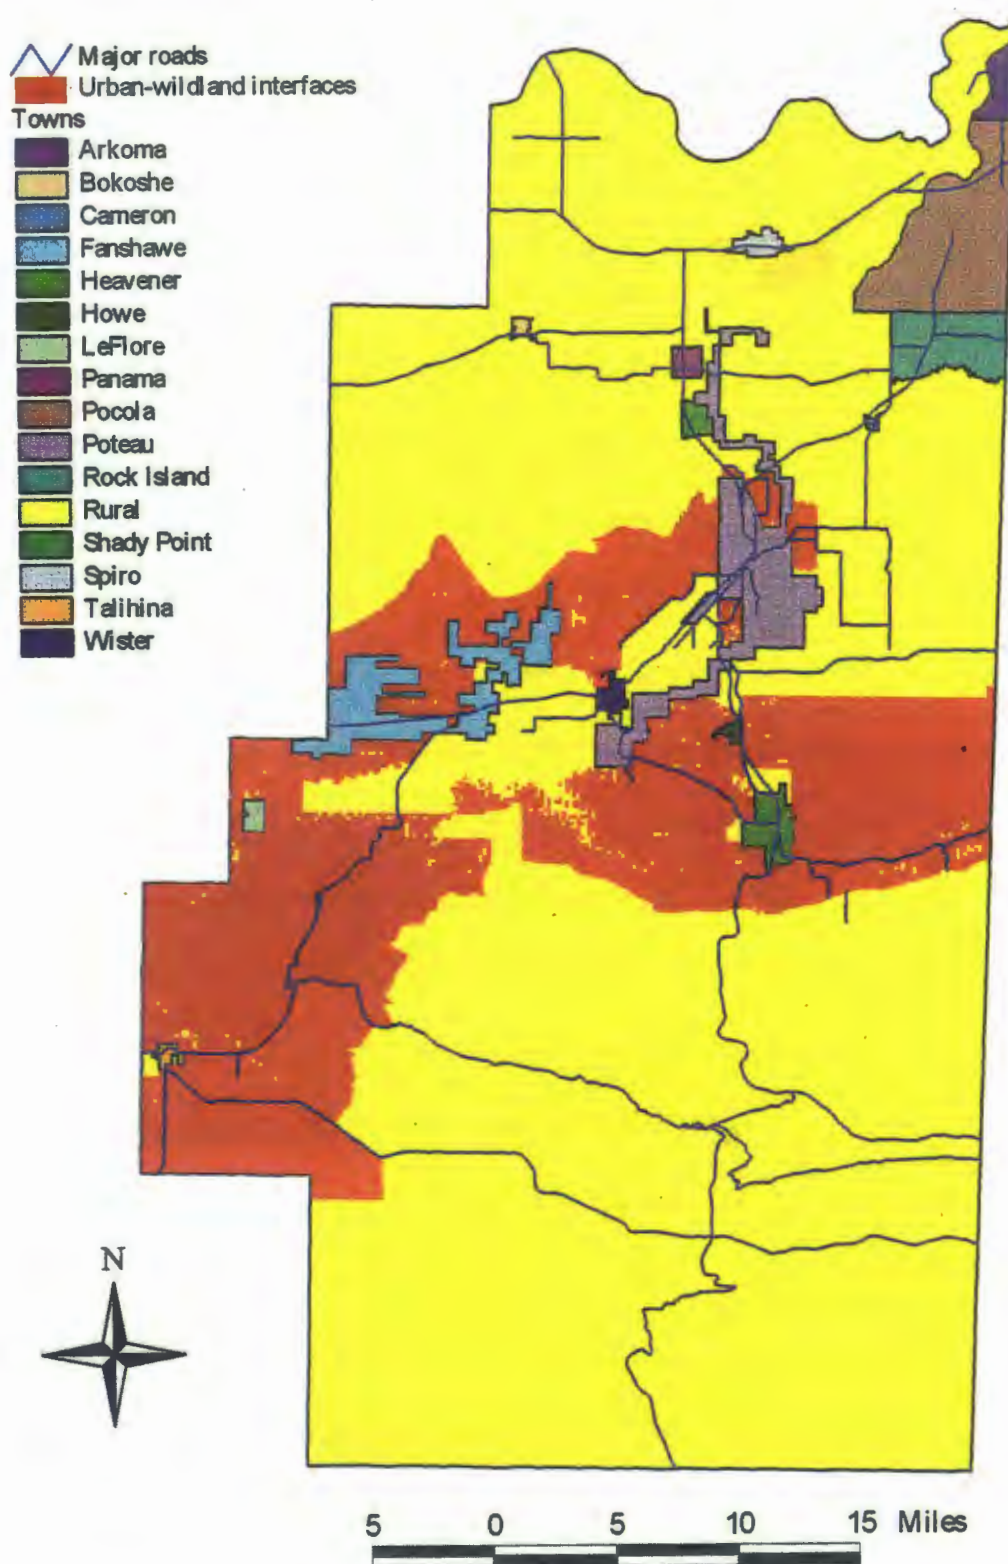 Major roads
Urban-wildland interfaces
Towns
Arkoma
Bokoshe
Cameron
Fanshawe
Heavener
Howe
LeFlore
Panama
Pocola
Poteau
Rock Island
Rural
Shady Point
Spiro
Talihina
Wister
N
5 0 5 10 15 Miles